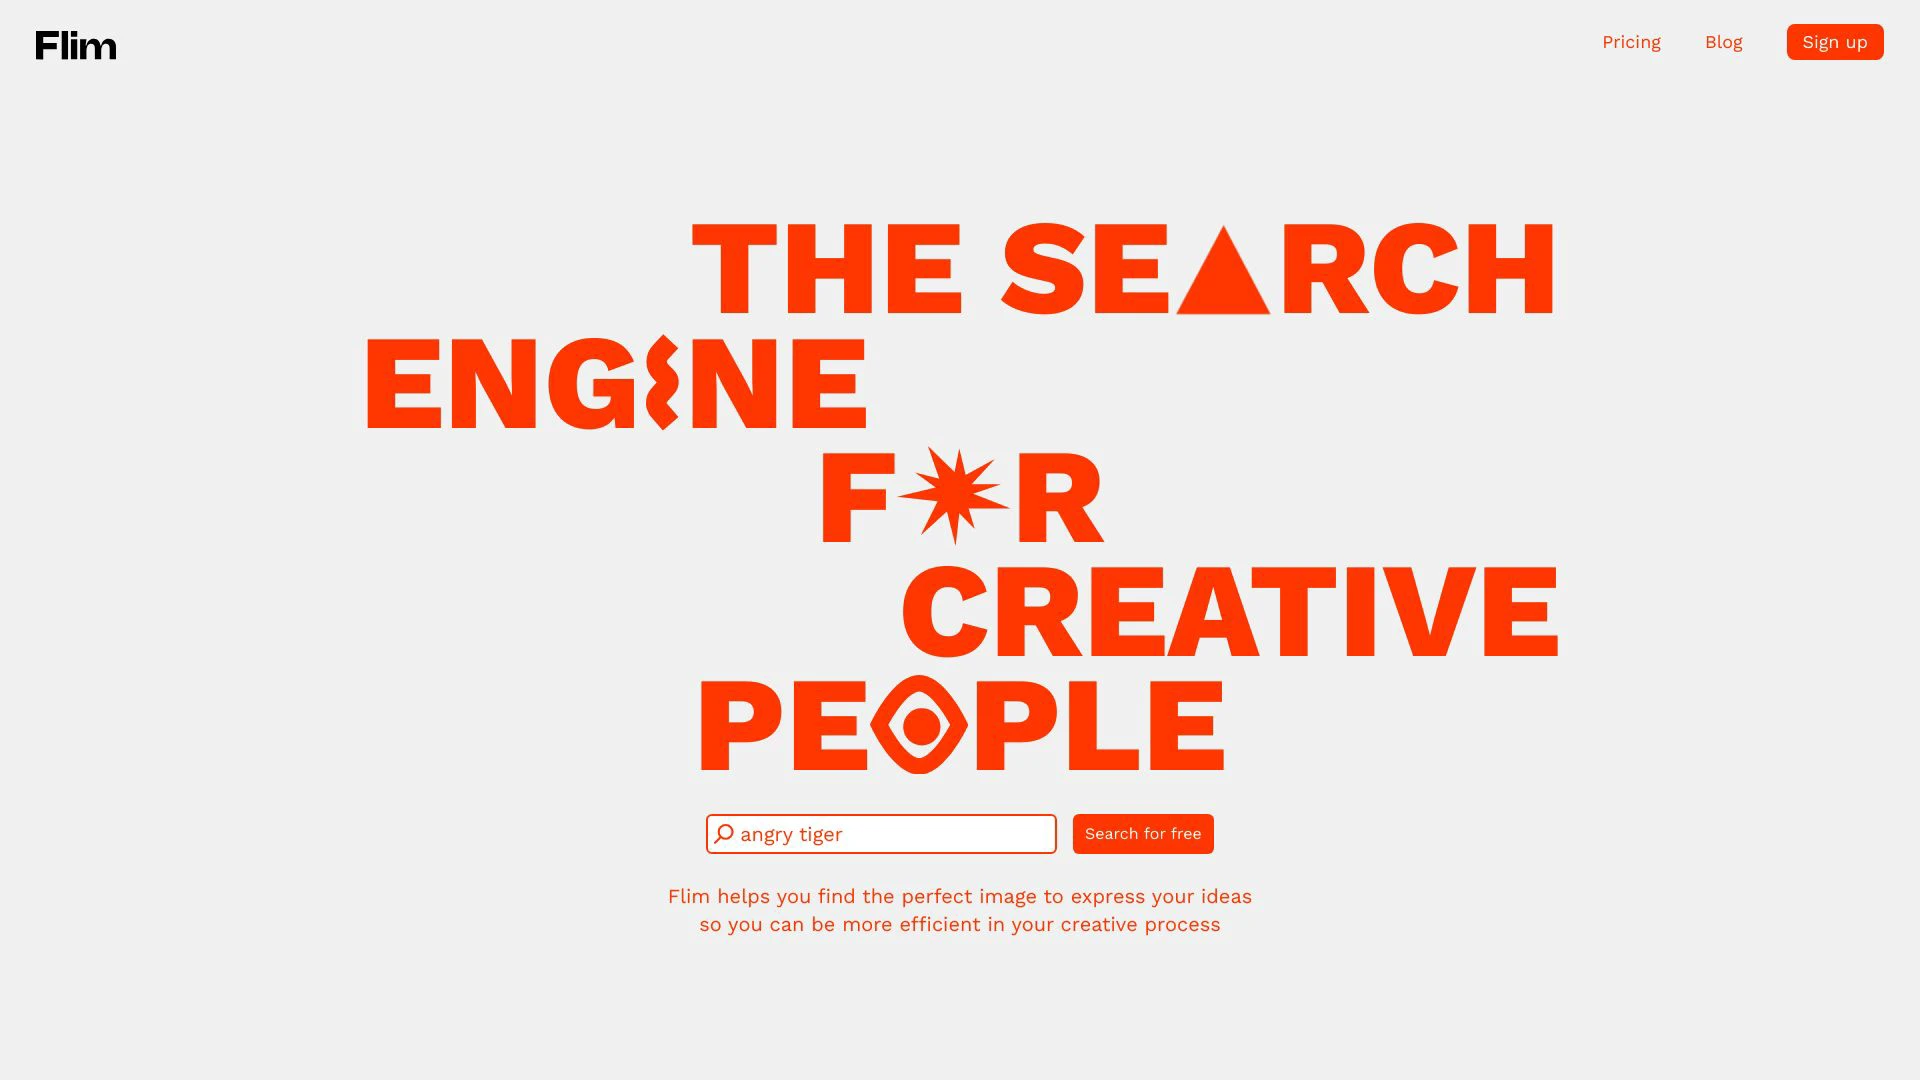 Flim
Pricing
Blog
Sign up
THE SEARCH
ENGINE
FOR
CREATIVE
PEOPLE
angry tiger
Search for free
Flim helps you find the perfect image to express your ideas
so you can be more efficient in your creative process